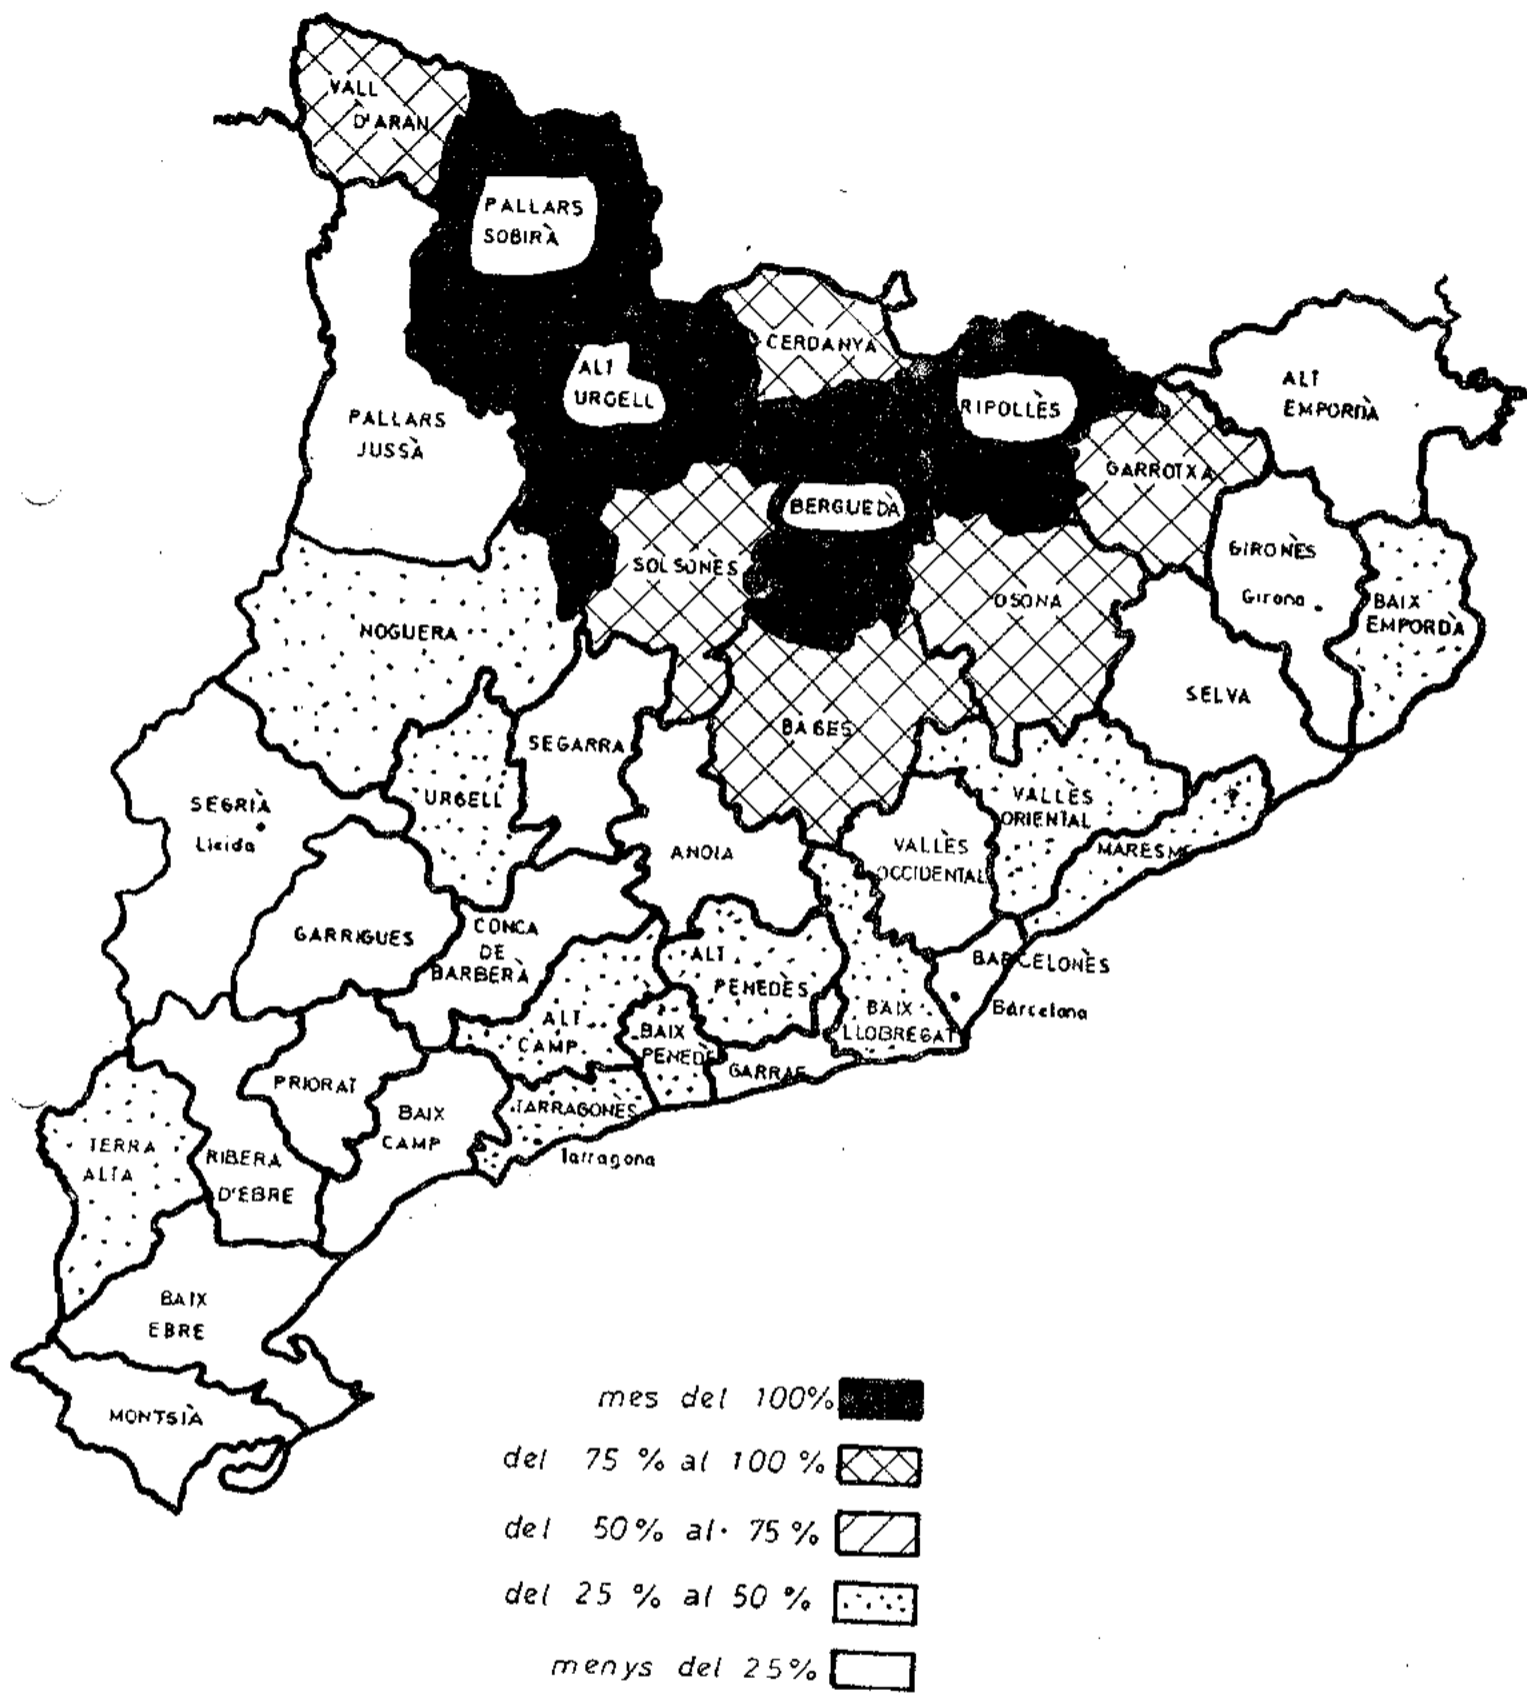 VALL
D'ARAN
PALLARS
SOBIRÀ
CERDANYA
ALT
URGELL
RIPOLLÈS
ALT
EMPORDÀ
PALLARS
JUSSÀ
GARROTXA
BERGUEDÀ
SOLSONÈS
GIRONÈS
Girona
OSONA
BAIX
EMPORDÀ
NOGUERA
SELVA
BAGES
SEGARRA
URGELL
SEGRIÀ
Lleida
VALLÈS
ORIENTAL
MARESME
VALLÈS
OCCIDENTAL
ANOIA
GARRIGUES
CONCA
DE
BARBERÀ
ALT
PENEDÈS
BARCELONÈS
Barcelona
BAIX
LLOBREGAT
ALT
CAMP
BAIX
PENEDÈ
GARRAF
PRIORAT
BAIX
CAMP
TARRAGONÈS
Tarragona
TERRA
ALTA
RIBERA
D'EBRE
BAIX
EBRE
MONTSIÀ
mes del 100%
del 75 % al 100 %
del 50% al 75 %
del 25 % al 50 %
menys del 25%